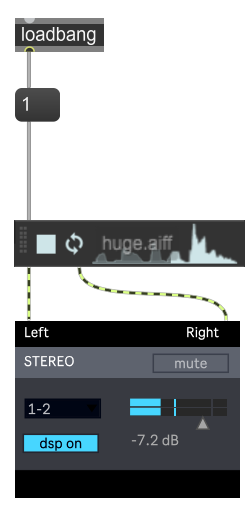 loadbang
1
huge.aiff
Left Right
STEREO mute
1-2
dsp on -7.2 dB